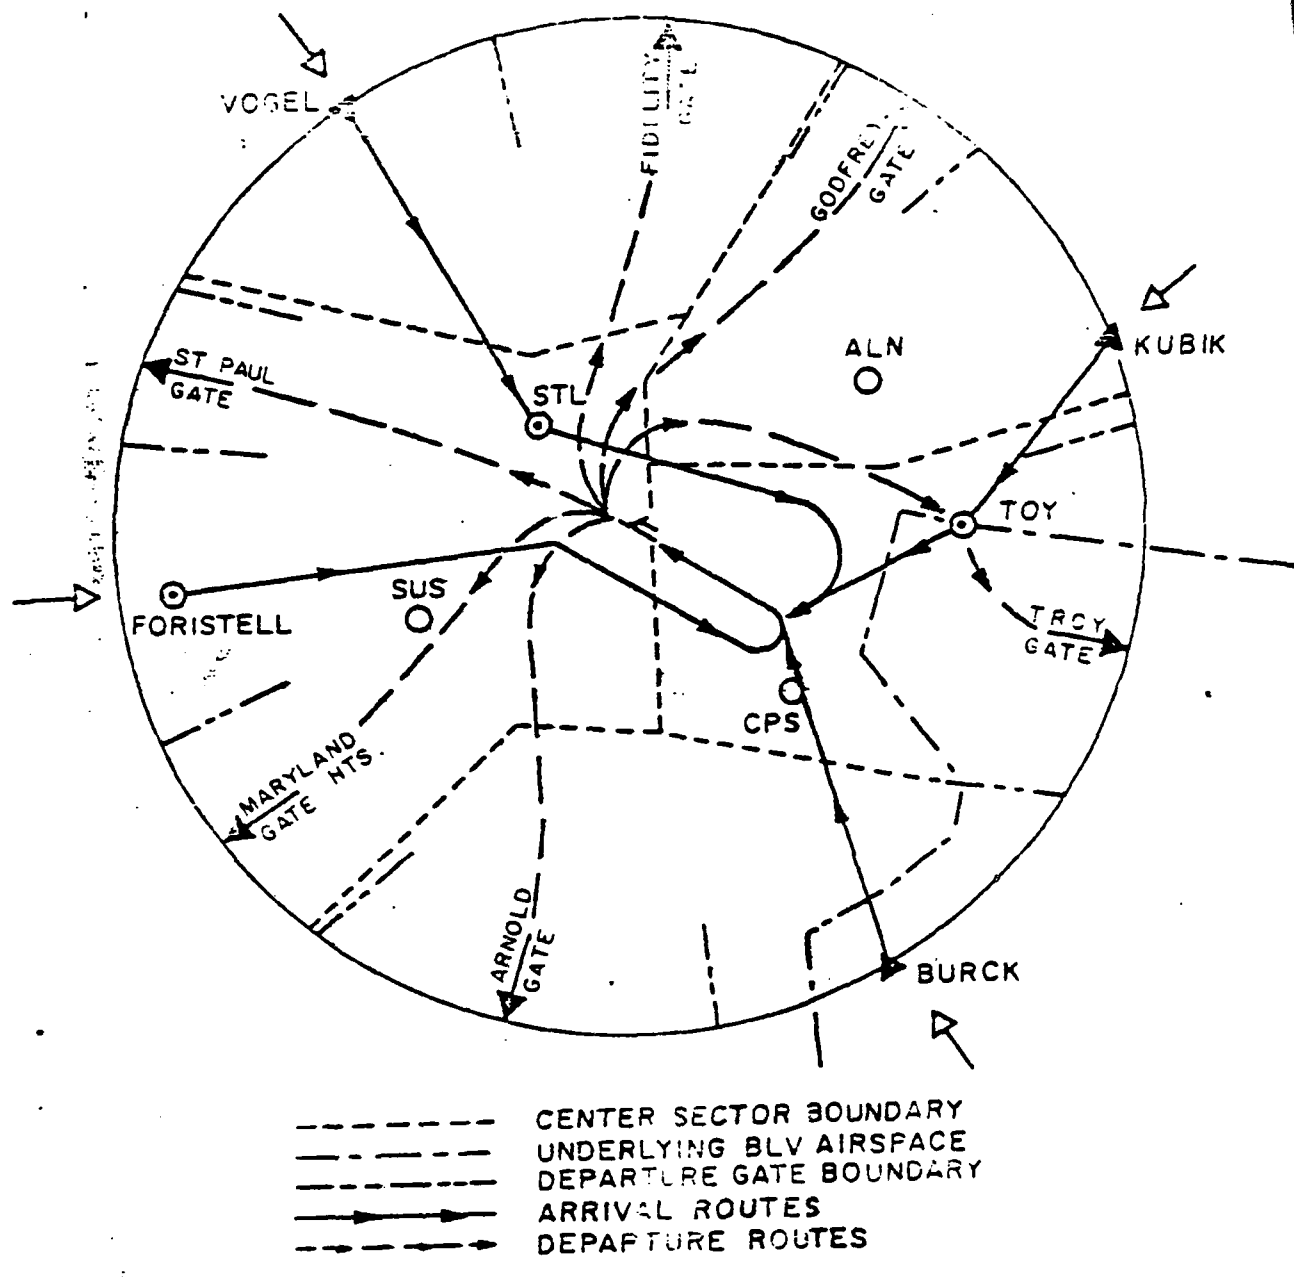 VOGEL
FIDELITY
GATE
GODFREY
GATE
KUBIK
ALN
ST PAUL
GATE
STL
TOY
SUS
FORISTELL
TROY
GATE
CPS
MARYLAND
HTS.
GATE
ARNOLD
GATE
BURCK
CENTER SECTOR BOUNDARY
UNDERLYING BLV AIRSPACE
DEPARTURE GATE BOUNDARY
ARRIVAL ROUTES
DEPARTURE ROUTES